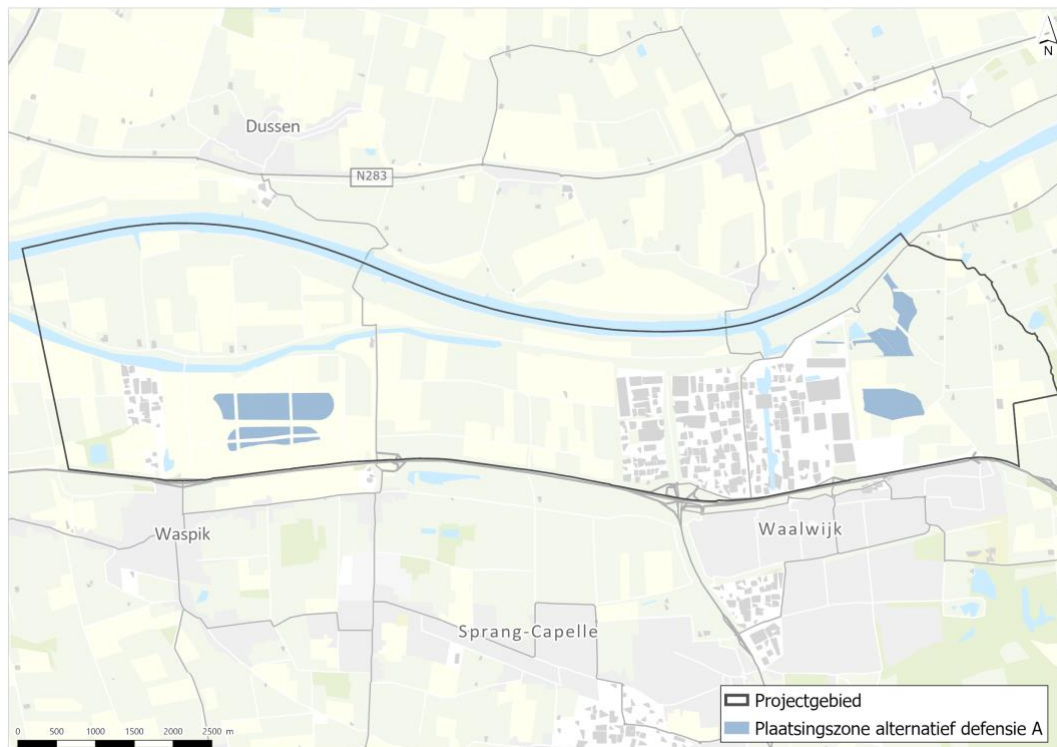 N
Dussen
N283
Waspik
Waalwijk
Sprang-Capelle
Projectgebied
Plaatsingszone alternatief defensie A
0 500 1000 1500 2000 2500 m